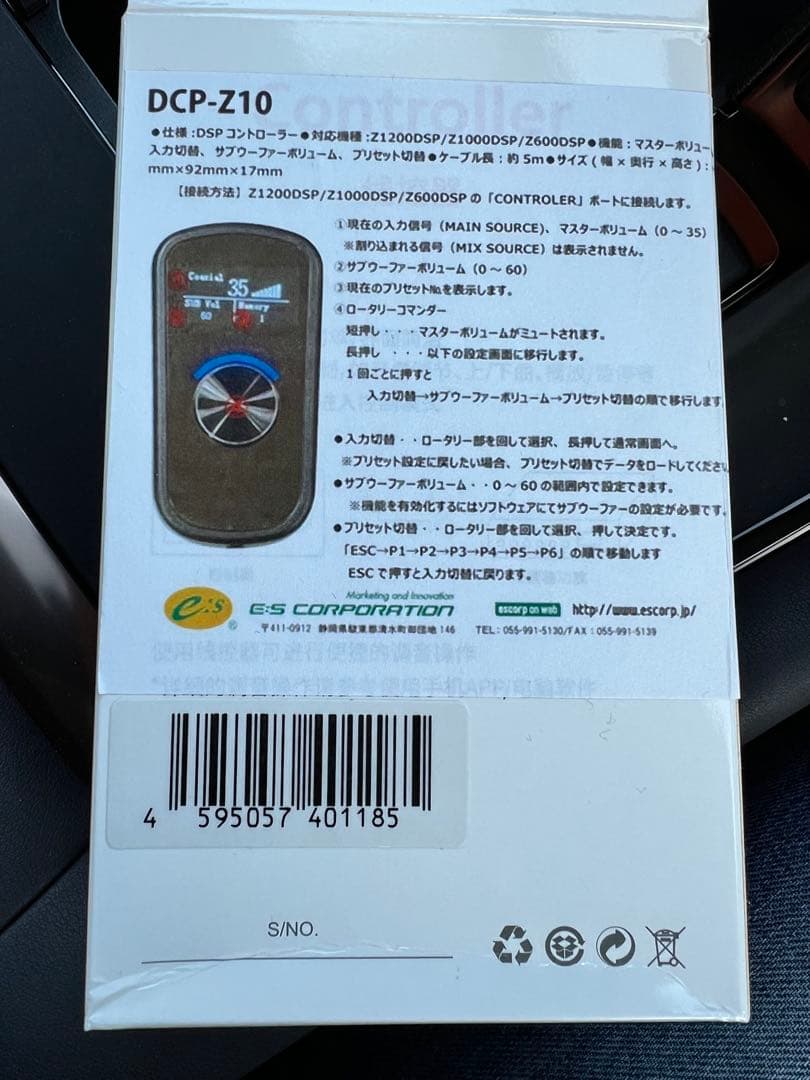 Controller
DCP-Z10
●仕様:DSPコントローラー●対応機種:Z1200DSP/Z1000DSP/Z600DSP●機能:マスターボリュー
入力切替、サブウーファーボリューム、プリセット切替●ケーブル長:約5m●サイズ(幅×奥行×高さ):
mm×92mm×17mm
【接続方法】Z1200DSP/Z1000DSP/Z600DSPの「CONTROLER」ポートに接続します。
①現在の入力信号(MAIN SOURCE)、マスターボリューム(0～35)
※割り込まれる信号(MIX SOURCE)は表示されません。
②サブウーファーボリューム(0～60)
③現在のプリセット№を表示します。
④ロータリーコマンダー
短押し・・・マスターボリュームがミュートされます。
長押し・・・以下の設定画面に移行します。
1回ごとに押すと
入力切替→サブウーファーボリューム→プリセット切替の順で移行します
Coaxial 35
SUB Vol Memory
60 1
●入力切替・・ロータリー部を回して選択、長押して通常画面へ。
※プリセット設定に戻したい場合、プリセット切替でデータをロードしてくださ
●サブウーファーボリューム・・0～60の範囲内で設定できます。
※機能を有効化するにはソフトウェアにてサブウーファーの設定が必要です。
●プリセット切替・・ロータリー部を回して選択、押して決定です。
「ESC→P1→P2→P3→P4→P5→P6」の順で移動します
ESCで押すと入力切替に戻ります。
e:s ®
Marketing and Innovation
E:S CORPORATION
escorp on web http://www.escorp.jp/
〒411-0912 静岡県駿東郡清水町卸団地146 TEL:055-991-5130/FAX:055-991-5139
使用线控器可进行便捷的调音操作
4 595057 401185
S/NO.